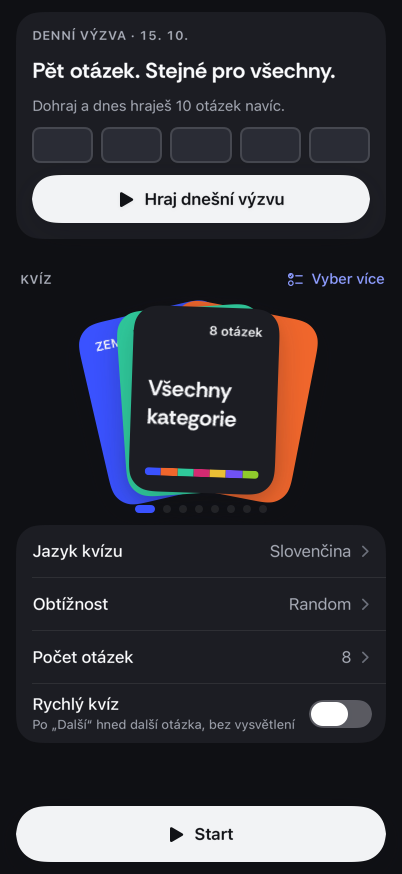 DENNÍ VÝZVA · 15. 10.
Pět otázek. Stejné pro všechny.
Dohraj a dnes hraješ 10 otázek navíc.
Hraj dnešní výzvu
KVÍZ
Vyber více
8 otázek
Všechny
kategorie
Jazyk kvízu
Slovenčina
Obtížnost
Random
Počet otázek
8
Rychlý kvíz
Po „Další“ hned další otázka, bez vysvětlení
Start